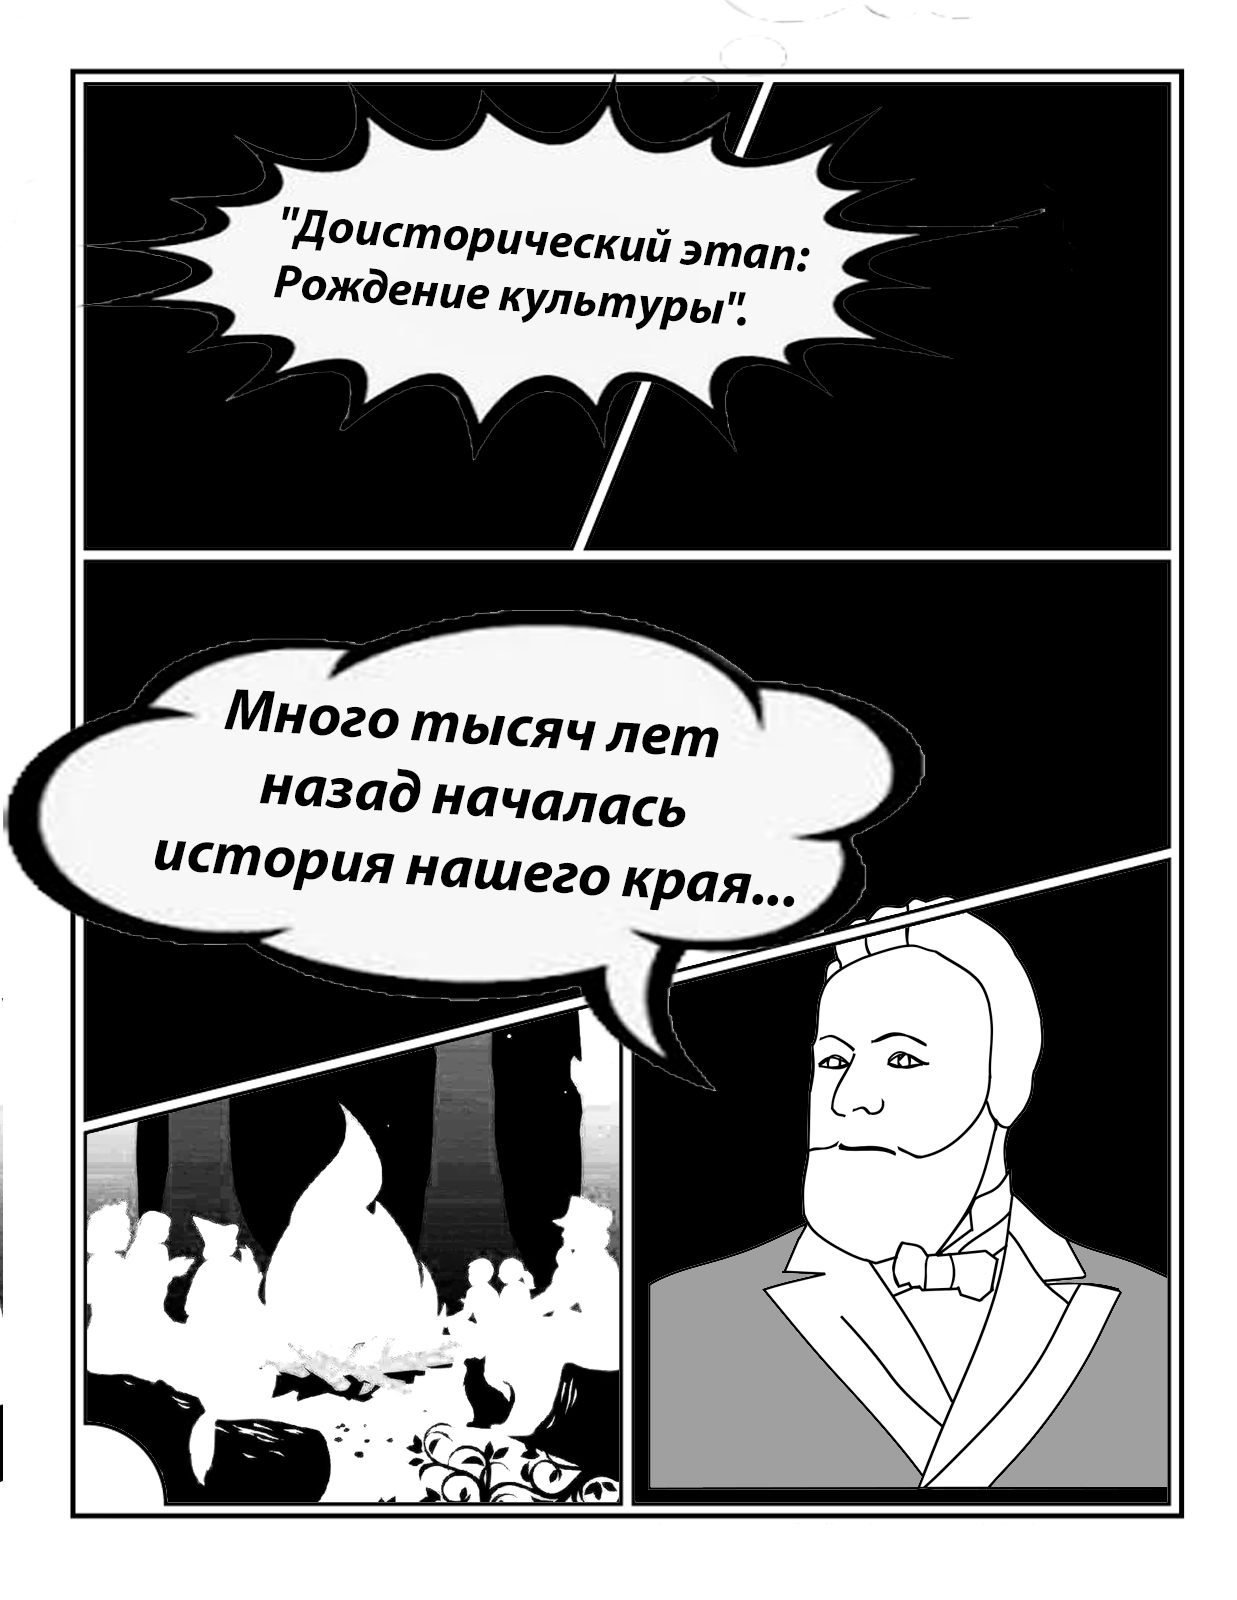 "Доисторический этап:
Рождение культуры".
Много тысяч лет
назад началась
история нашего края...